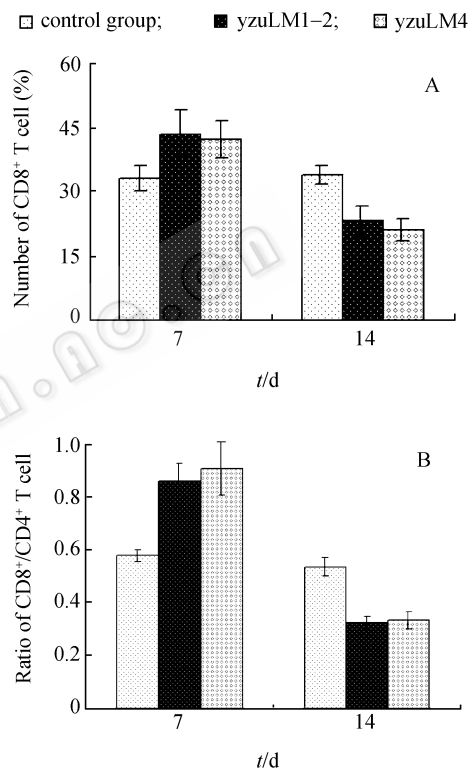 control group; yzuLM1–2; yzuLM4
A
Number of CD8+ T cell (%)
60
45
30
15
0
7 14
t/d
B
Ratio of CD8+/CD4+ T cell
1.0
0.8
0.6
0.4
0.2
0
7 14
t/d